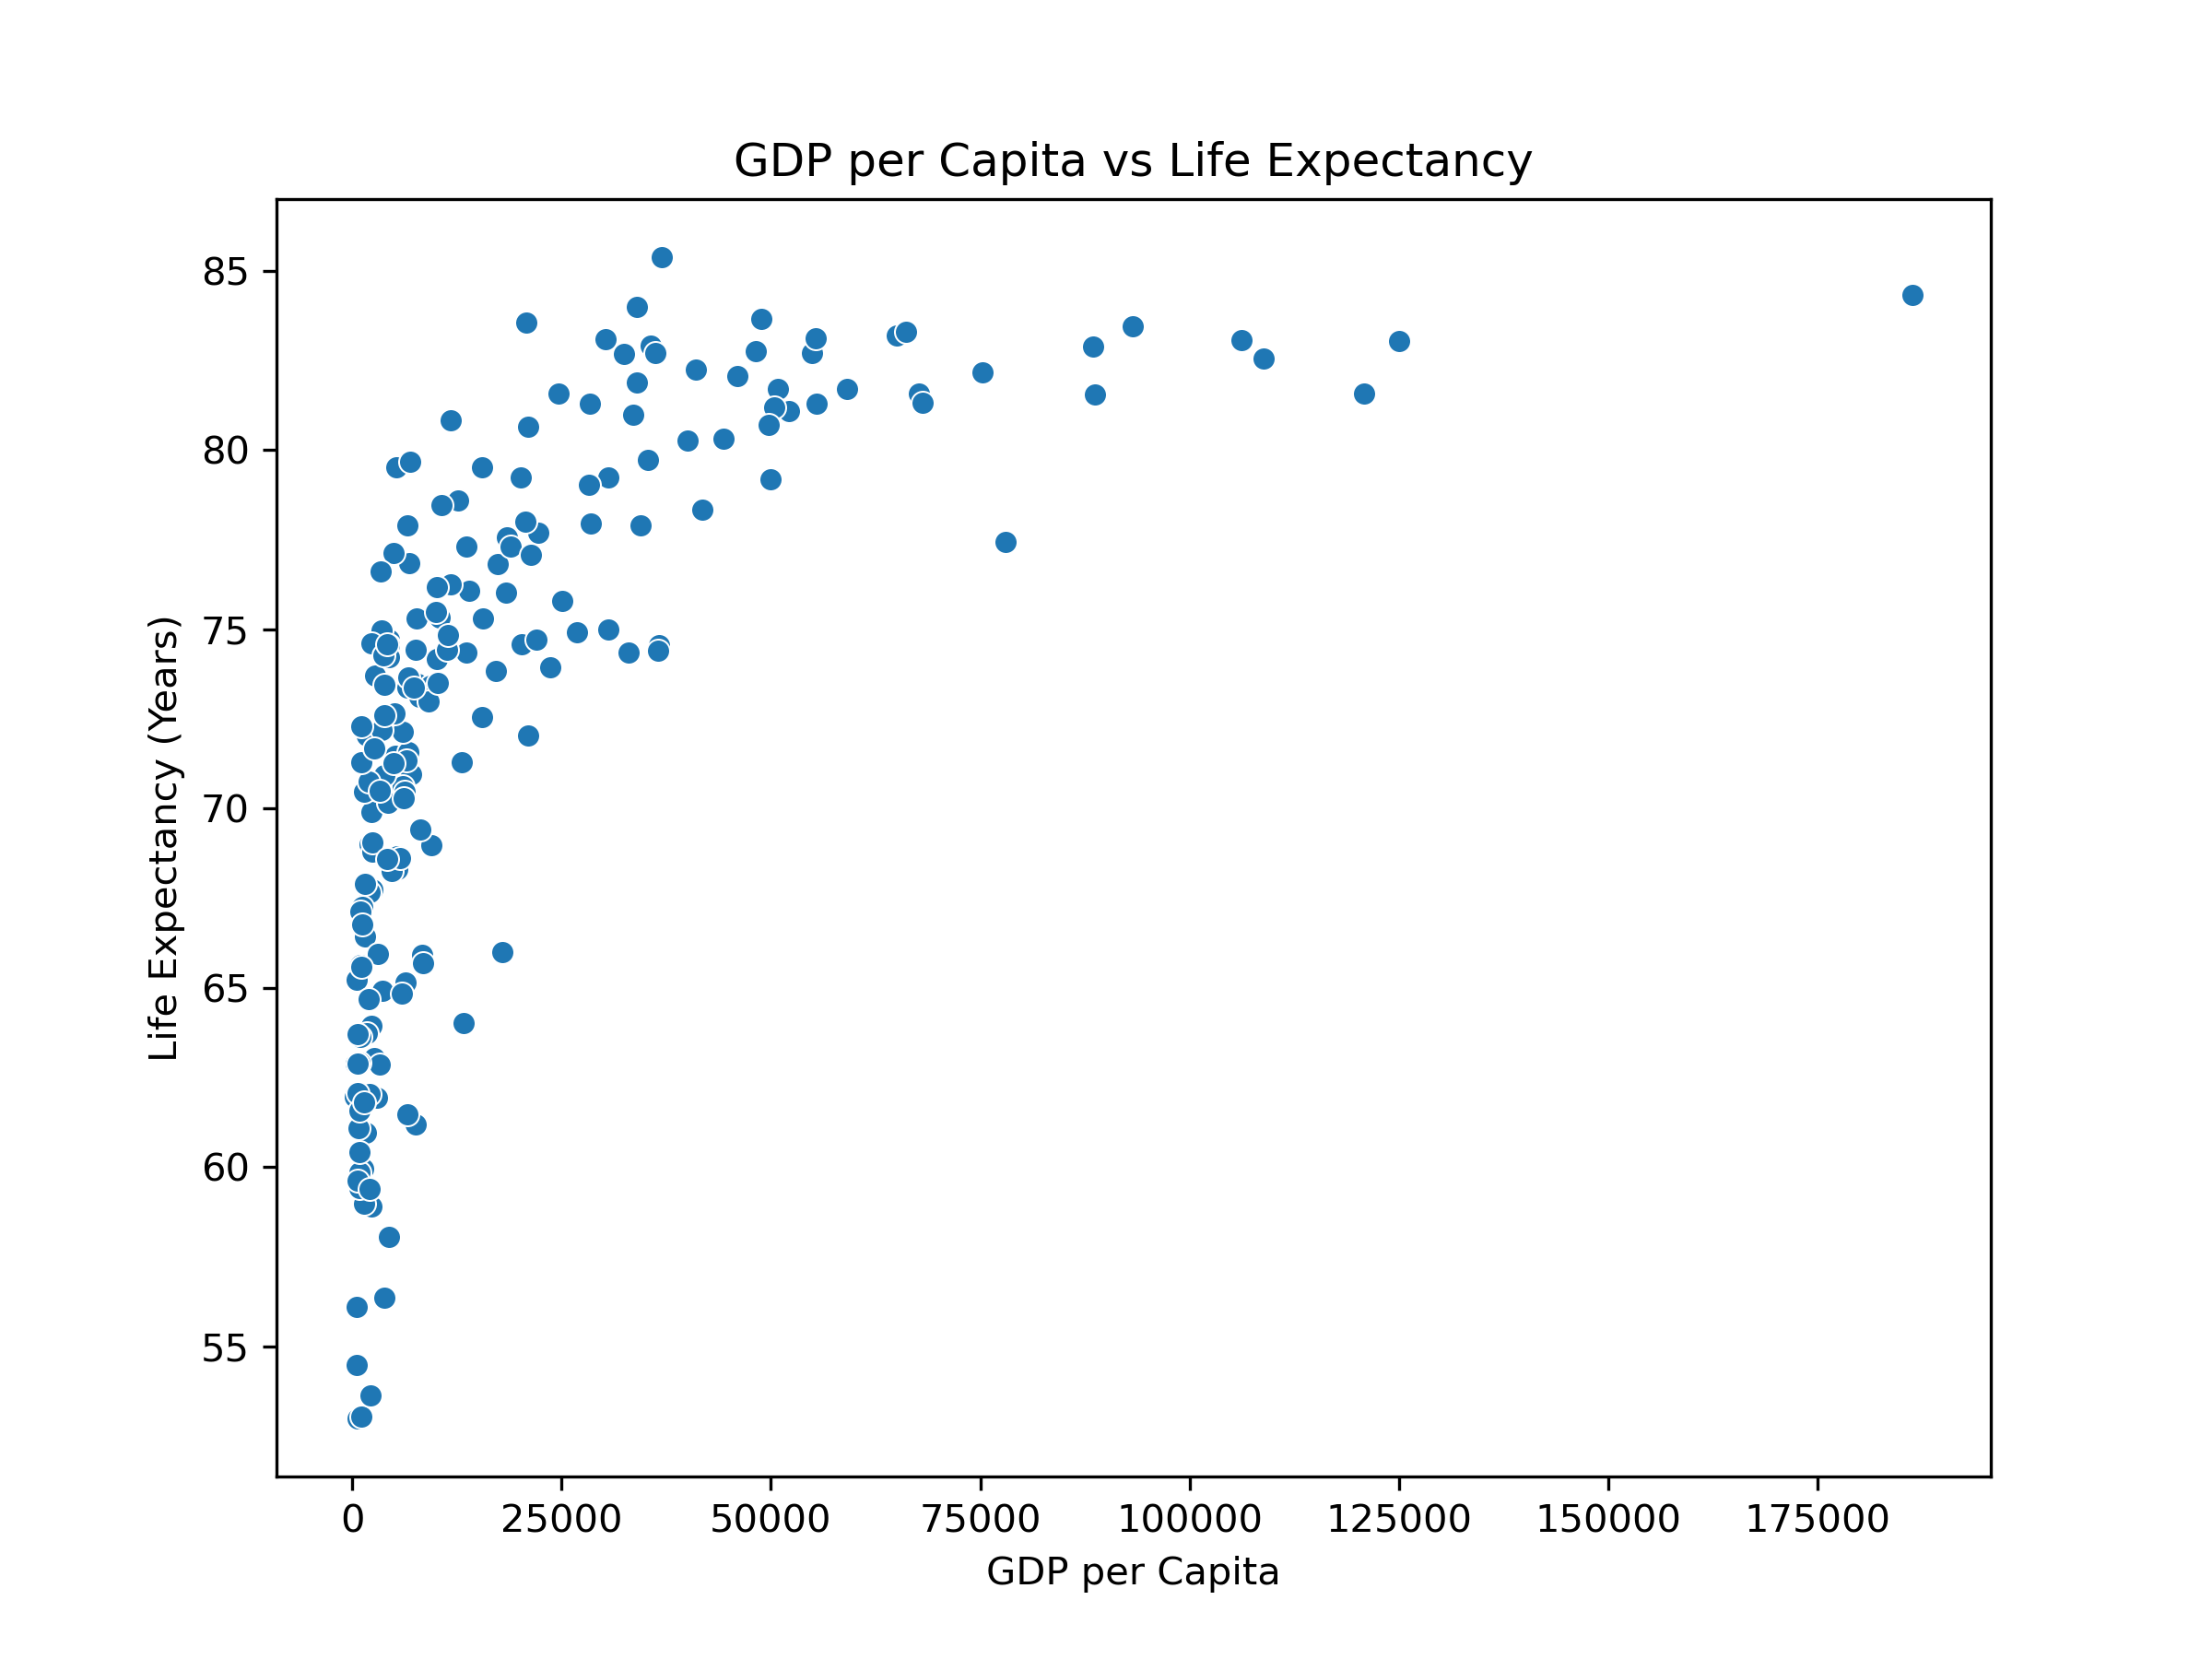 GDP per Capita vs Life Expectancy
85
80
75
70
65
60
55
Life Expectancy (Years)
0 25000 50000 75000 100000 125000 150000 175000
GDP per Capita